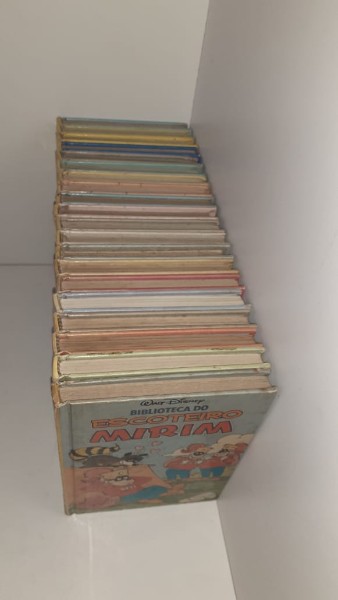 Walt Disney
BIBLIOTECA DO
ESCOTEIRO
MIRIM